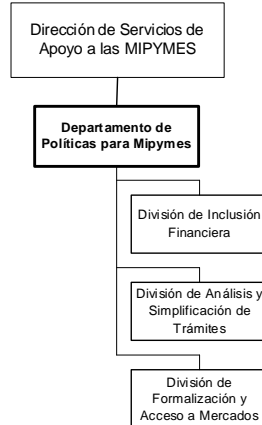 Dirección de Servicios de
Apoyo a las MIPYMES
Departamento de
Políticas para Mipymes
División de Inclusión
Financiera
División de Análisis y
Simplificación de
Trámites
División de
Formalización y
Acceso a Mercados